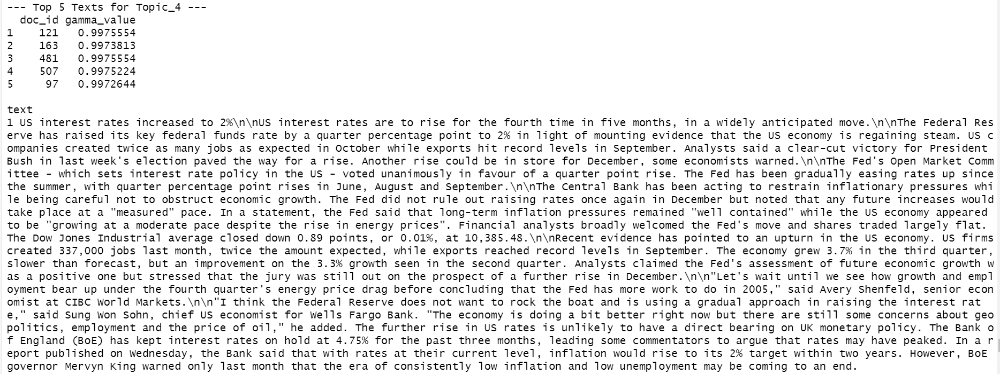 --- Top 5 Texts for Topic_4 ---
  doc_id gamma_value
1    121   0.9975554
2    163   0.9973813
3    481   0.9975554
4    507   0.9975224
5     97   0.9972644
text
1 US interest rates increased to 2%\n\nUS interest rates are to rise for the fourth time in five months, in a widely anticipated move.\n\nThe Federal Res
erve has raised its key federal funds rate by a quarter percentage point to 2% in light of mounting evidence that the US economy is regaining steam. US c
ompanies created twice as many jobs as expected in October while exports hit record levels in September. Analysts said a clear-cut victory for President
Bush in last week's election paved the way for a rise. Another rise could be in store for December, some economists warned.\n\nThe Fed's Open Market Comm
ittee - which sets interest rate policy in the US - voted unanimously in favour of a quarter point rise. The Fed has been gradually easing rates up since
the summer, with quarter percentage point rises in June, August and September.\n\nThe Central Bank has been acting to restrain inflationary pressures whi
le being careful not to obstruct economic growth. The Fed did not rule out raising rates once again in December but noted that any future increases would
take place at a "measured" pace. In a statement, the Fed said that long-term inflation pressures remained "well contained" while the US economy appeared
to be "growing at a moderate pace despite the rise in energy prices". Financial analysts broadly welcomed the Fed's move and shares traded largely flat.
The Dow Jones Industrial average closed down 0.89 points, or 0.01%, at 10,385.48.\n\nRecent evidence has pointed to an upturn in the US economy. US firms
created 337,000 jobs last month, twice the amount expected, while exports reached record levels in September. The economy grew 3.7% in the third quarter,
slower than forecast, but an improvement on the 3.3% growth seen in the second quarter. Analysts claimed the Fed's assessment of future economic growth w
as a positive one but stressed that the jury was still out on the prospect of a further rise in December.\n\n"Let's wait until we see how growth and empl
oyment bear up under the fourth quarter's energy price drag before concluding that the Fed has more work to do in 2005," said Avery Shenfeld, senior econ
omist at CIBC World Markets.\n\n"I think the Federal Reserve does not want to rock the boat and is using a gradual approach in raising the interest rat
e," said Sung Won Sohn, chief US economist for Wells Fargo Bank. "The economy is doing a bit better right now but there are still some concerns about geo
politics, employment and the price of oil," he added. The further rise in US rates is unlikely to have a direct bearing on UK monetary policy. The Bank o
f England (BoE) has kept interest rates on hold at 4.75% for the past three months, leading some commentators to argue that rates may have peaked. In a r
eport published on Wednesday, the Bank said that with rates at their current level, inflation would rise to its 2% target within two years. However, BoE
governor Mervyn King warned only last month that the era of consistently low inflation and low unemployment may be coming to an end.